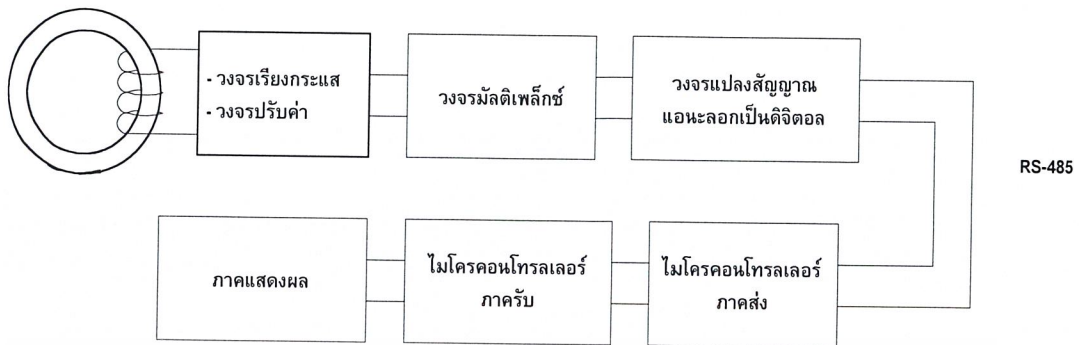 - วงจรเรียงกระแส
- วงจรปรับค่า
วงจรมัลติเพล็กซ์
วงจรแปลงสัญญาณ
แอนะลอกเป็นดิจิตอล
RS-485
ภาคแสดงผล
ไมโครคอนโทรลเลอร์
ภาครับ
ไมโครคอนโทรลเลอร์
ภาคส่ง